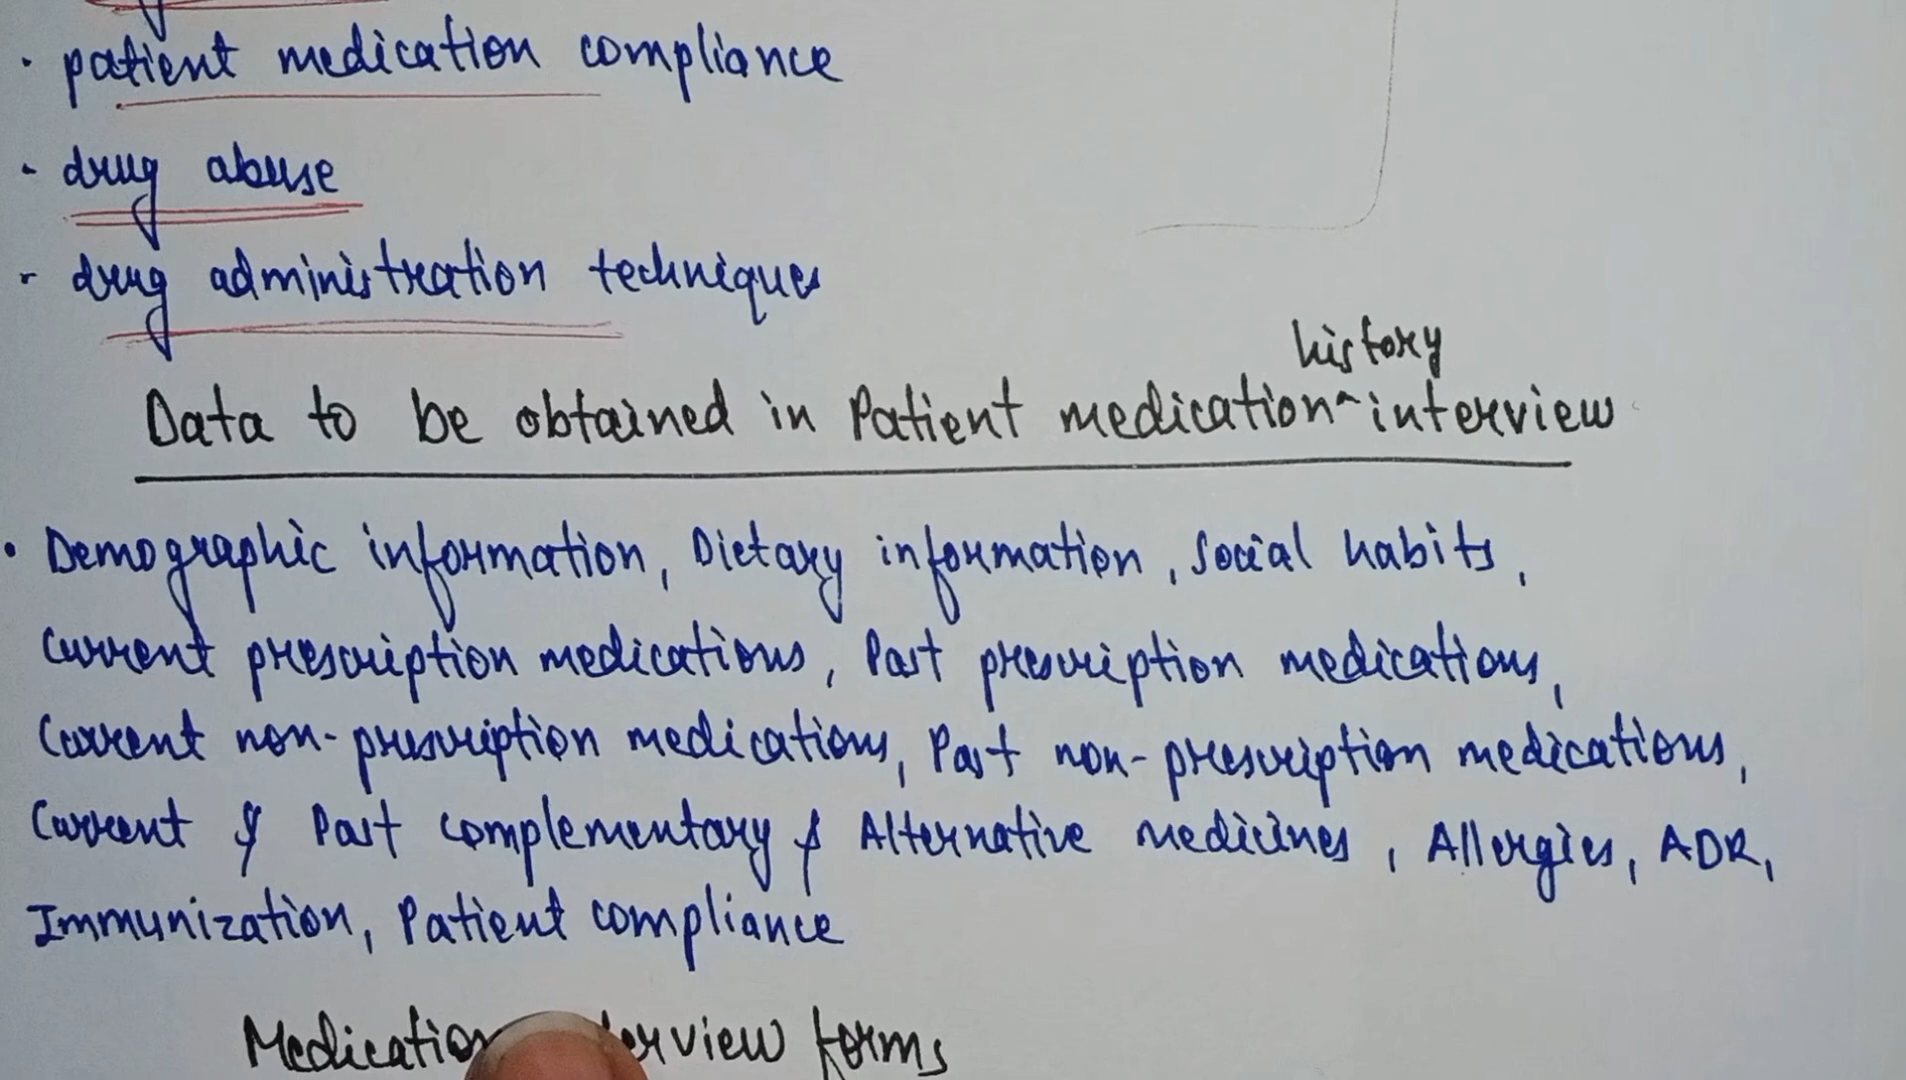 · patient medication compliance
- drug abuse
- drug administration techniques
history
Data to be obtained in Patient medication^interview
• Demographic information, Dietary information, Social habits,
Current prescription medications, Past prescription medications,
Current non-prescription medications, Past non-prescription medications,
Current & Past complementary & Alternative medicines, Allergies, ADR,
Immunization, Patient compliance
forms